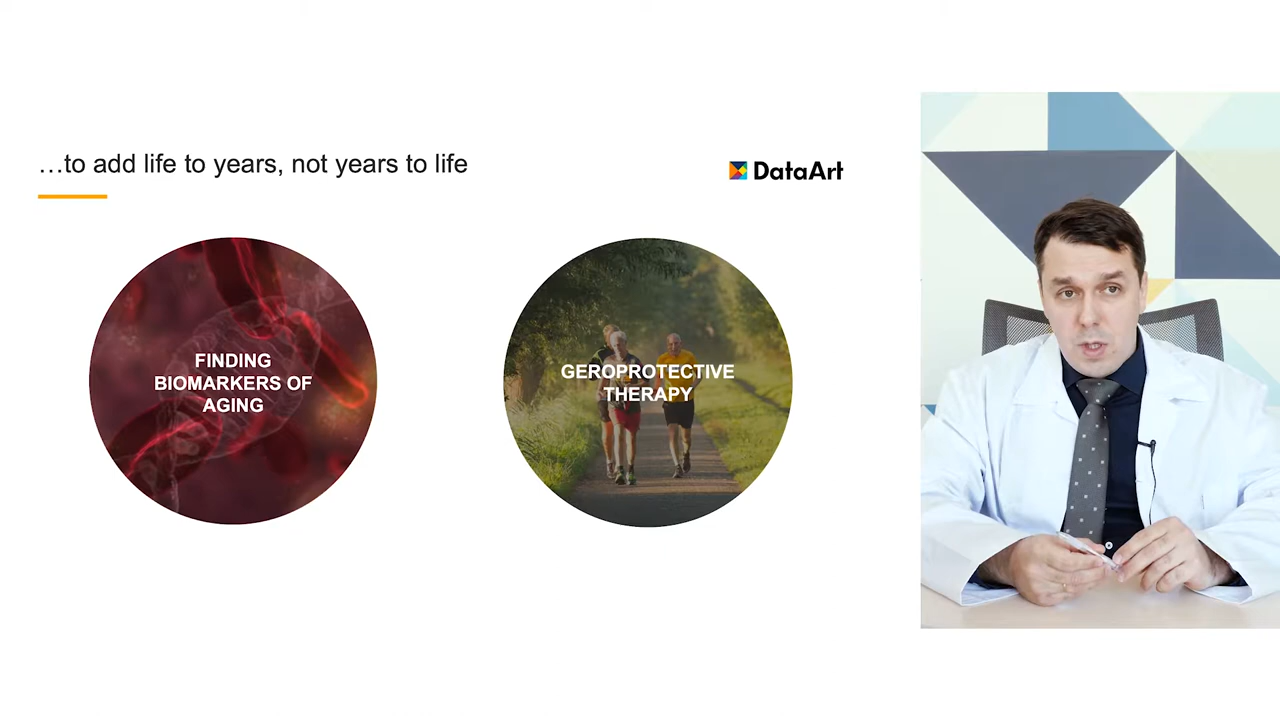 …to add life to years, not years to life
DataArt
FINDING
BIOMARKERS OF
AGING
GEROPROTECTIVE
THERAPY